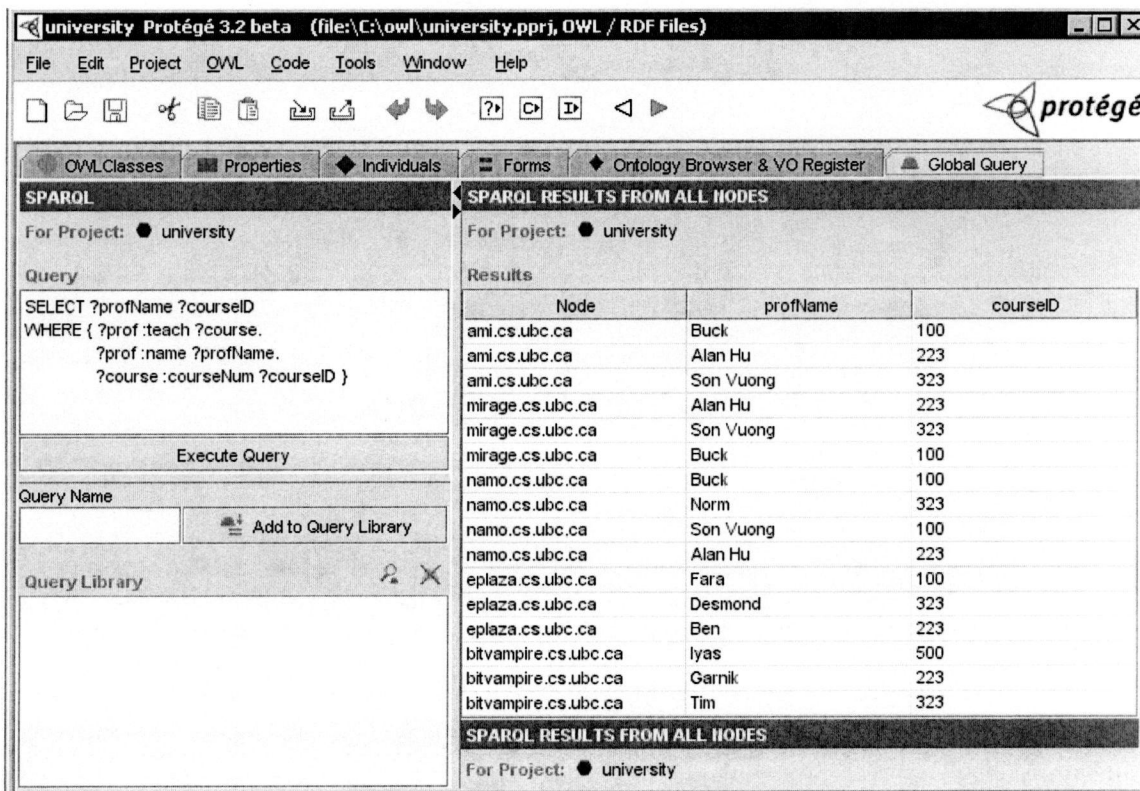 university Protégé 3.2 beta (file:\C:\owl\university.pprj, OWL / RDF Files)
File Edit Project OWL Code Tools Window Help
protégé
OWLClasses Properties Individuals Forms Ontology Browser & VO Register Global Query
SPARQL
For Project: university
Query
SELECT ?profName ?courseID
WHERE { ?prof :teach ?course.
?prof :name ?profName.
?course :courseNum ?courseID }
Execute Query
Query Name
Add to Query Library
Query Library
SPARQL RESULTS FROM ALL NODES
For Project: university
Results
Node profName courseID
ami.cs.ubc.ca Buck 100
ami.cs.ubc.ca Alan Hu 223
ami.cs.ubc.ca Son Vuong 323
mirage.cs.ubc.ca Alan Hu 223
mirage.cs.ubc.ca Son Vuong 323
mirage.cs.ubc.ca Buck 100
namo.cs.ubc.ca Buck 100
namo.cs.ubc.ca Norm 323
namo.cs.ubc.ca Son Vuong 100
namo.cs.ubc.ca Alan Hu 223
eplaza.cs.ubc.ca Fara 100
eplaza.cs.ubc.ca Desmond 323
eplaza.cs.ubc.ca Ben 223
bitvampire.cs.ubc.ca Iyas 500
bitvampire.cs.ubc.ca Garnik 223
bitvampire.cs.ubc.ca Tim 323
SPARQL RESULTS FROM ALL NODES
For Project: university